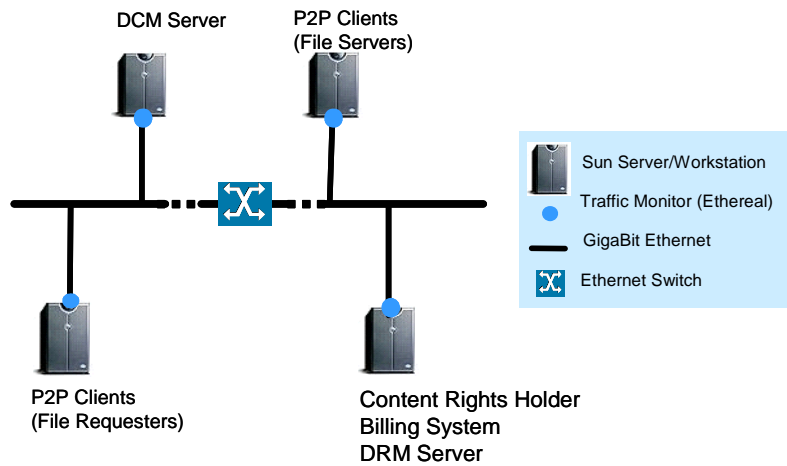 DCM Server
P2P Clients
(File Servers)
Sun Server/Workstation
Traffic Monitor (Ethereal)
GigaBit Ethernet
Ethernet Switch
P2P Clients
(File Requesters)
Content Rights Holder
Billing System
DRM Server